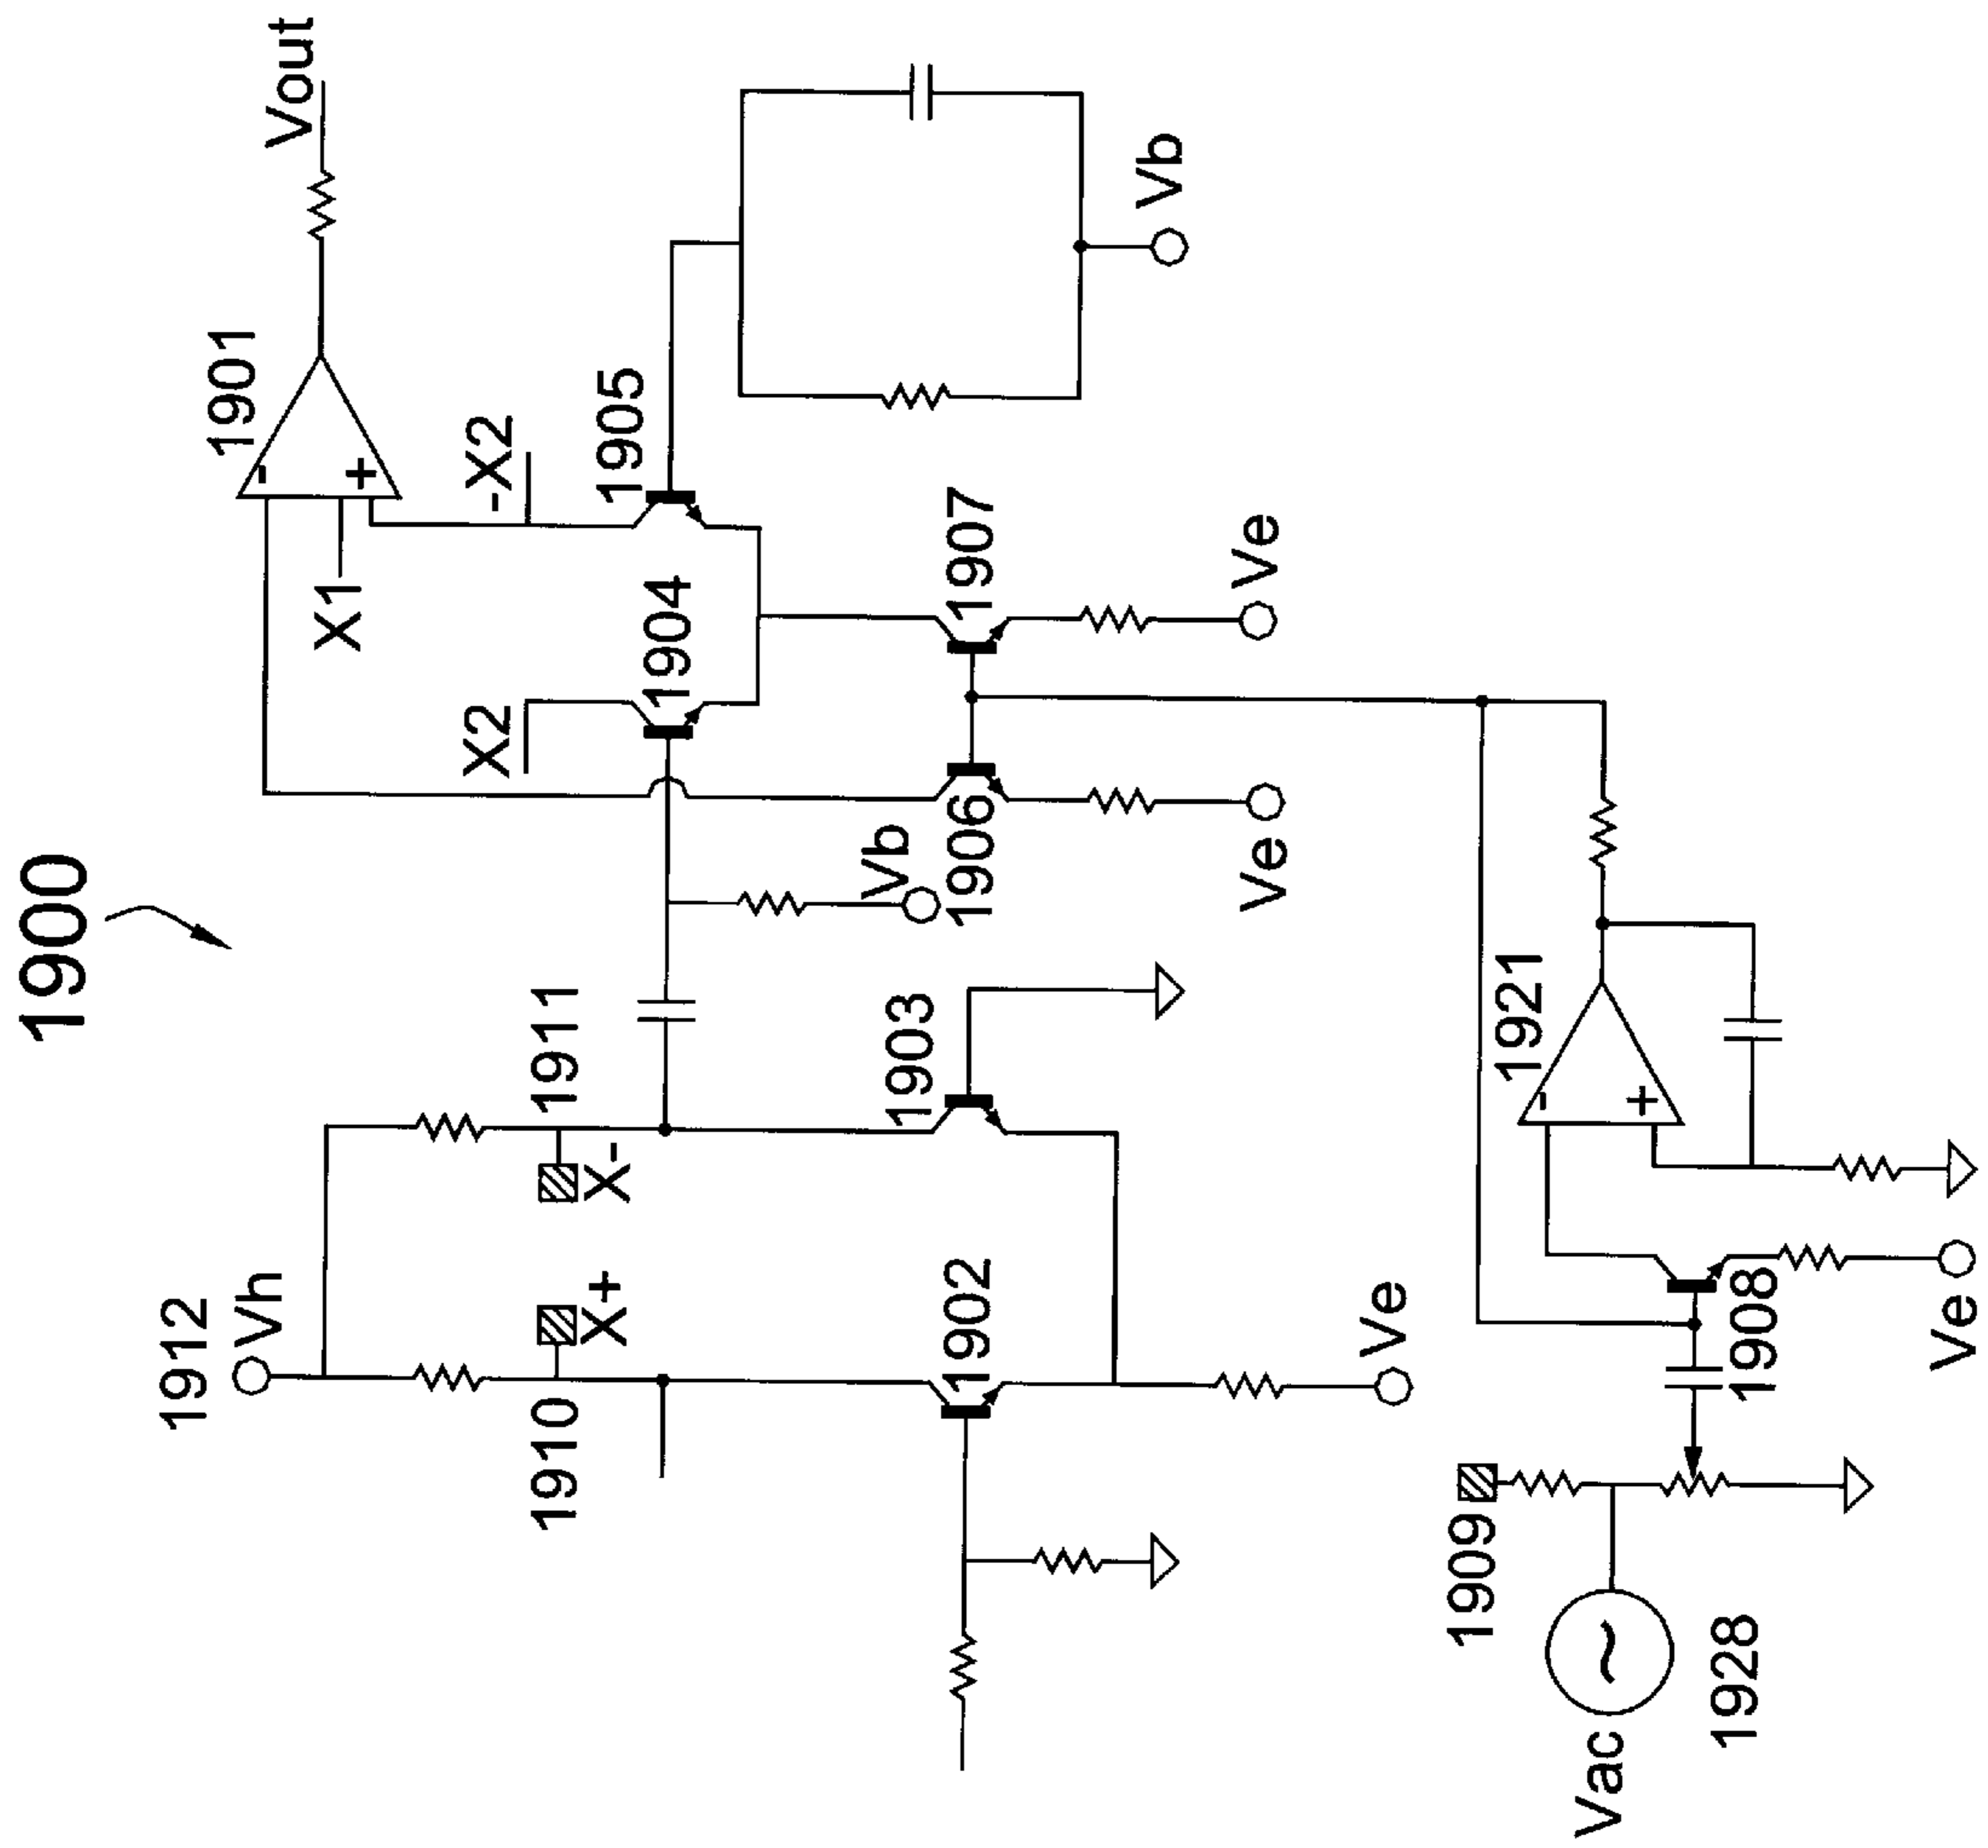 1900
1912
Vh
1910
X+
X-
1911
1902
1903
Ve
Vb
X2
1904
1906
Ve
X1
-
+
1901
Vout
-X2
1905
1907
Ve
Vb
1909
Vac
~
1928
1908
Ve
-
+
1921